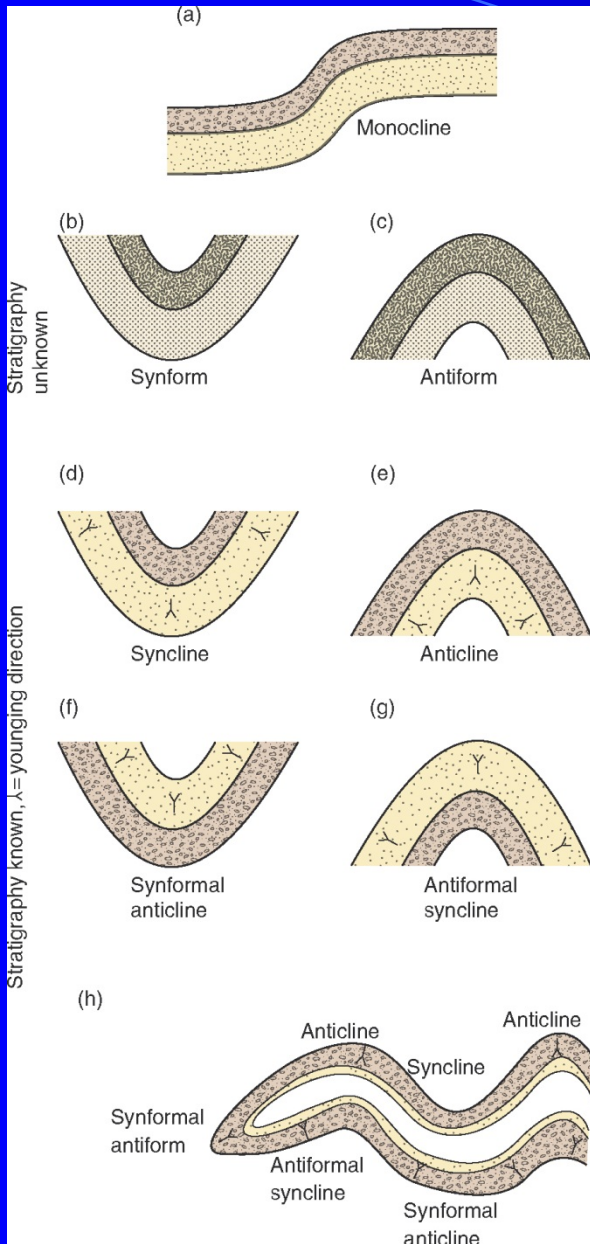 (a)
Monocline
(b)
(c)
Stratigraphy
unknown
Synform
Antiform
(d)
(e)
Syncline
Anticline
(f)
(g)
Stratigraphy known, ⅄ = younging direction
Synformal
anticline
Antiformal
syncline
(h)
Anticline
Anticline
Syncline
Synformal
antiform
Antiformal
syncline
Synformal
anticline